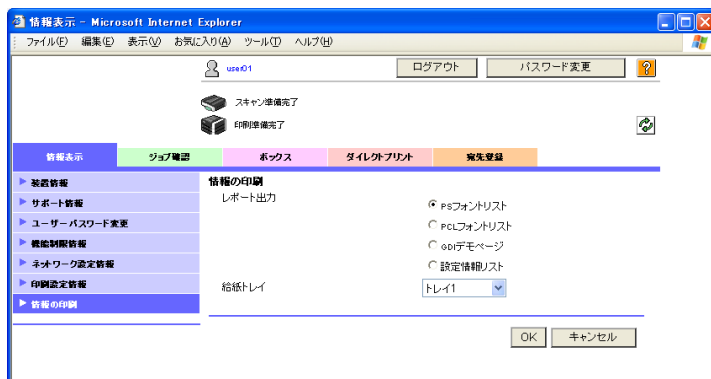 情報表示 - Microsoft Internet Explorer
ファイル(F) 編集(E) 表示(V) お気に入り(A) ツール(T) ヘルプ(H)
user01 ログアウト パスワード変更 ?
スキャン準備完了
印刷準備完了
情報表示 ジョブ確認 ボックス ダイレクトプリント 宛先登録
装置情報
サポート情報
ユーザーパスワード変更
機能制限情報
ネットワーク設定情報
印刷設定情報
情報の印刷
情報の印刷
レポート出力
PSフォントリスト
PCLフォントリスト
GDIデモページ
設定情報リスト
給紙トレイ トレイ1
OK キャンセル